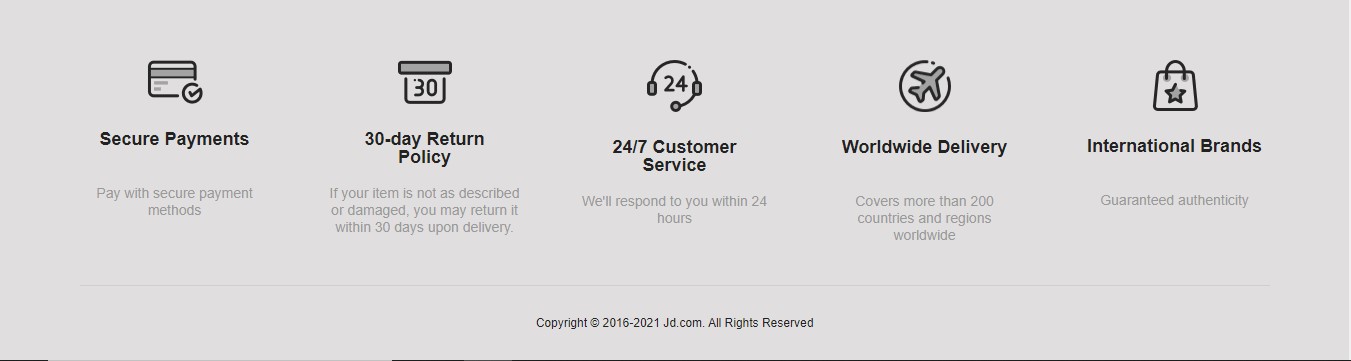 30
24
Secure Payments
30-day Return
Policy
24/7 Customer
Service
Worldwide Delivery
International Brands
Pay with secure payment
methods
If your item is not as described
or damaged, you may return it
within 30 days upon delivery.
We'll respond to you within 24
hours
Covers more than 200
countries and regions
worldwide
Guaranteed authenticity
Copyright © 2016-2021 Jd.com. All Rights Reserved